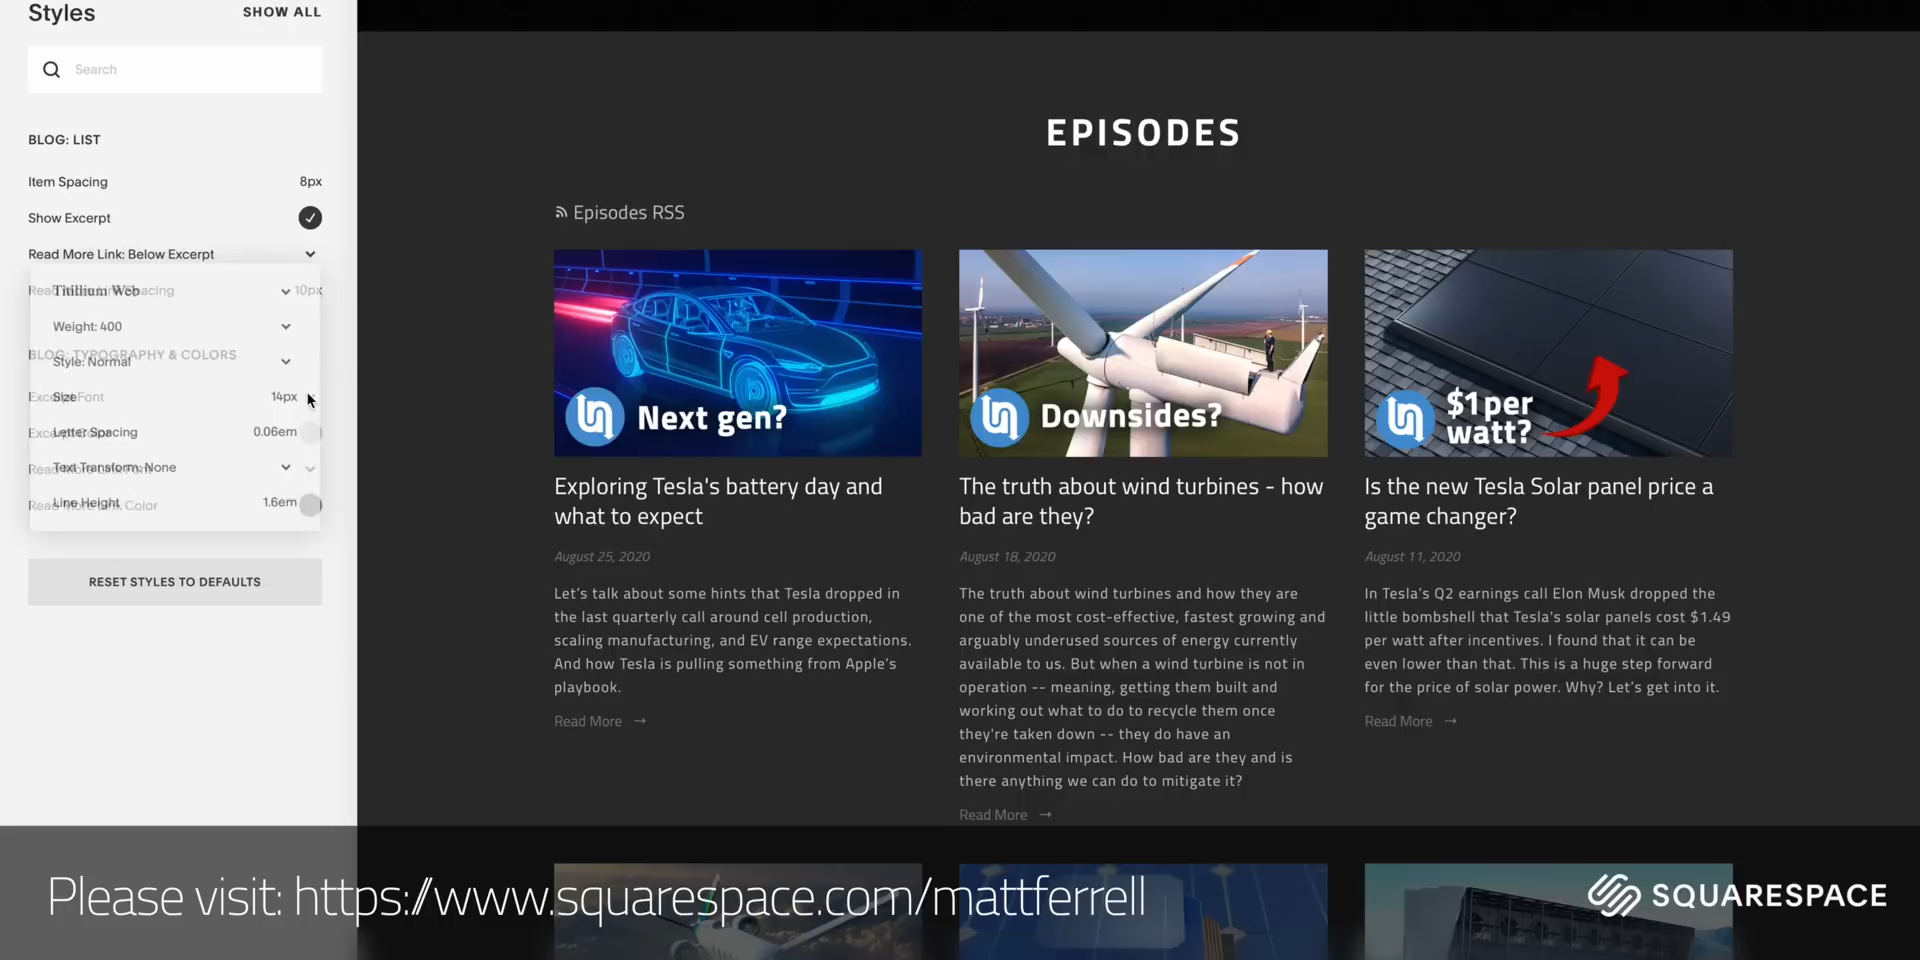 Styles
SHOW ALL
Search
BLOG: LIST
Item Spacing
8px
Show Excerpt
Read More Link: Below Excerpt
Titillium Web
10px
Weight: 400
BLOG: TYPOGRAPHY & COLORS
Style: Normal
Excerpt Font
Size
14px
Letter Spacing
0.06em
Text Transform: None
Read More Link Color
Line Height
1.6em
RESET STYLES TO DEFAULTS
EPISODES
Episodes RSS
Next gen?
Exploring Tesla's battery day and
what to expect
August 25, 2020
Let's talk about some hints that Tesla dropped in
the last quarterly call around cell production,
scaling manufacturing, and EV range expectations.
And how Tesla is pulling something from Apple's
playbook.
Read More →
Downsides?
The truth about wind turbines - how
bad are they?
August 18, 2020
The truth about wind turbines and how they are
one of the most cost-effective, fastest growing and
arguably underused sources of energy currently
available to us. But when a wind turbine is not in
operation -- meaning, getting them built and
working out what to do to recycle them once
they're taken down -- they do have an
environmental impact. How bad are they and is
there anything we can do to mitigate it?
Read More →
$1 per
watt?
Is the new Tesla Solar panel price a
game changer?
August 11, 2020
In Tesla's Q2 earnings call Elon Musk dropped the
little bombshell that Tesla's solar panels cost $1.49
per watt after incentives. I found that it can be
even lower than that. This is a huge step forward
for the price of solar power. Why? Let's get into it.
Read More →
Please visit: https://www.squarespace.com/mattferrell
SQUARESPACE